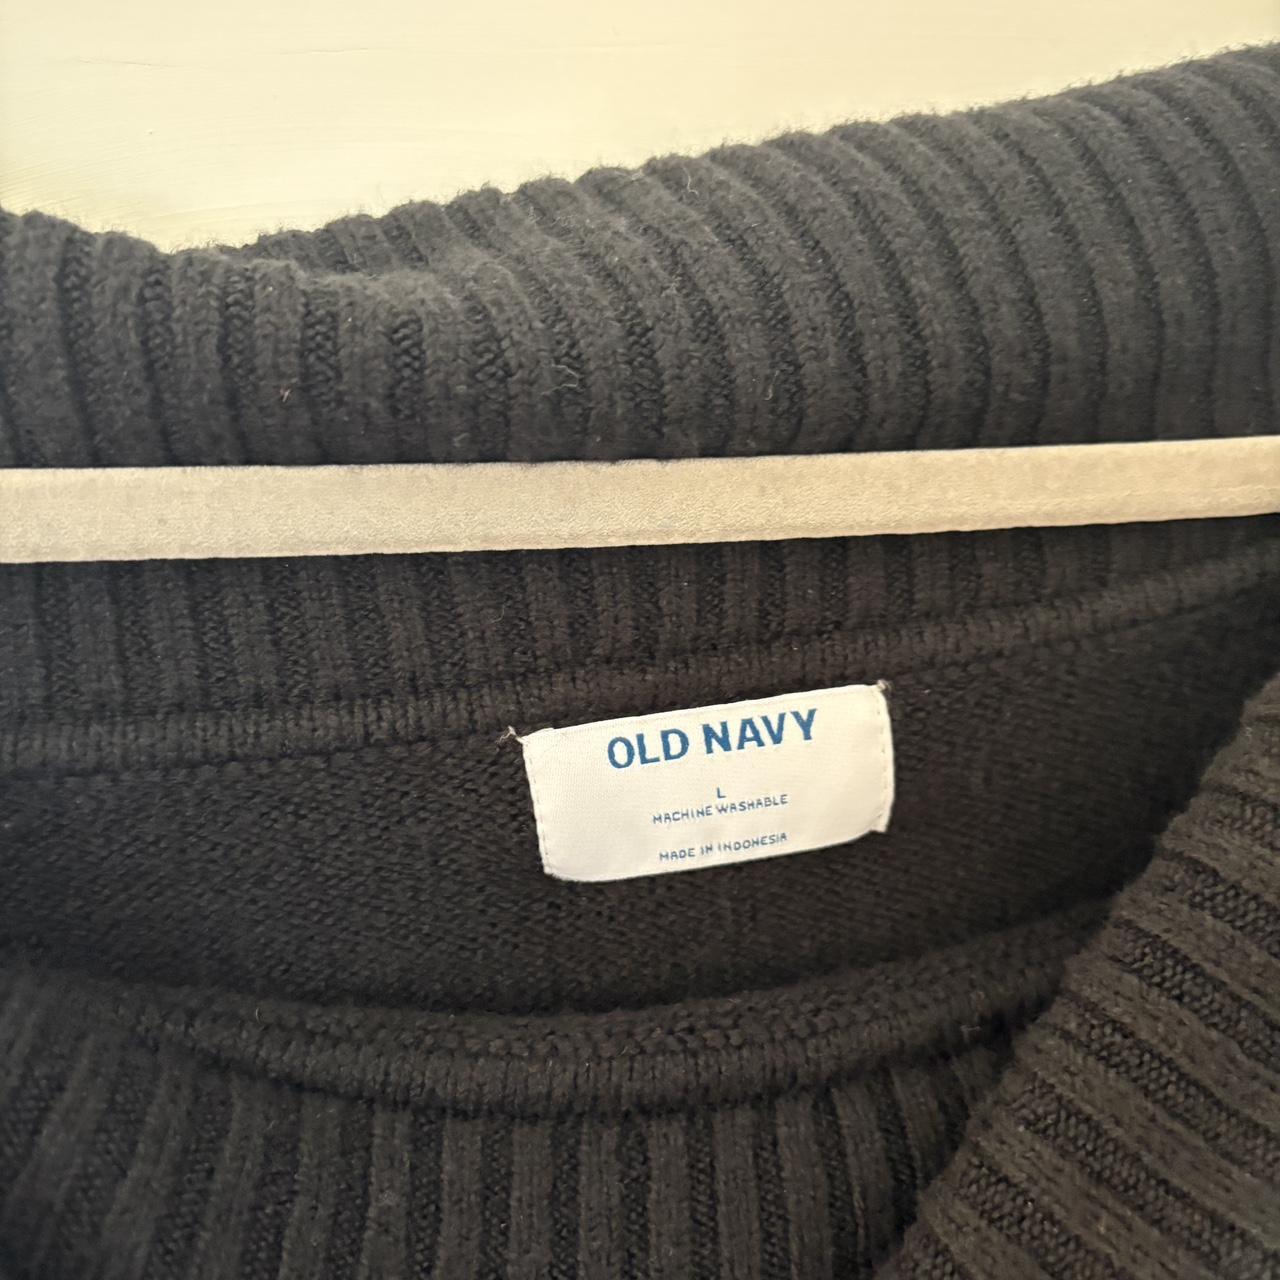 OLD NAVY
L
MACHINE WASHABLE
MADE IN INDONESIA